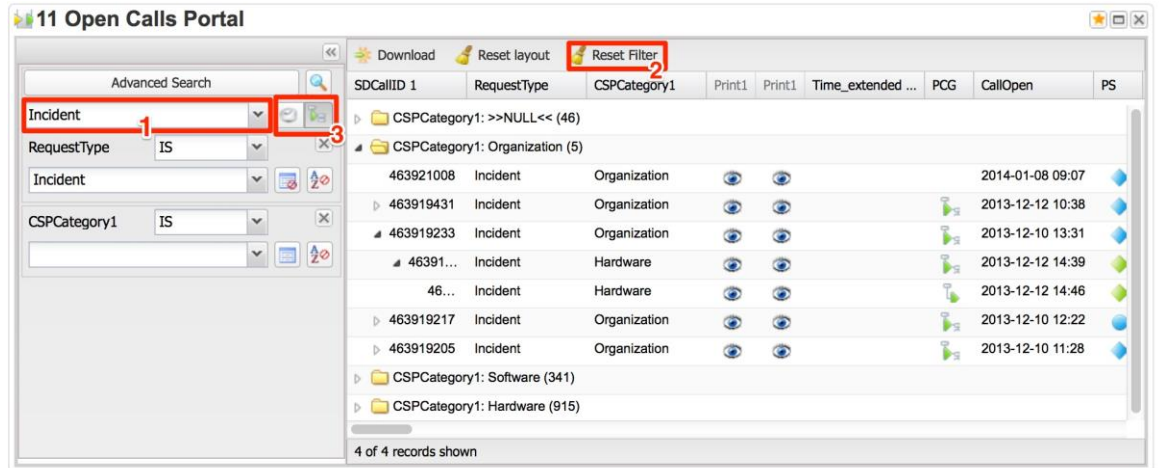 11 Open Calls Portal
Download Reset layout Reset Filter
2
Advanced Search
SDCallID 1 RequestType CSPCategory1 Print1 Print1 Time_extended ... PCG CallOpen PS
Incident
1
3
RequestType IS
Incident
CSPCategory1 IS
CSPCategory1: >>NULL<< (46)
CSPCategory1: Organization (5)
463921008 Incident Organization 2014-01-08 09:07
463919431 Incident Organization 2013-12-12 10:38
463919233 Incident Organization 2013-12-10 13:31
46391... Incident Hardware 2013-12-12 14:39
46... Incident Hardware 2013-12-12 14:46
463919217 Incident Organization 2013-12-10 12:22
463919205 Incident Organization 2013-12-10 11:28
CSPCategory1: Software (341)
CSPCategory1: Hardware (915)
4 of 4 records shown